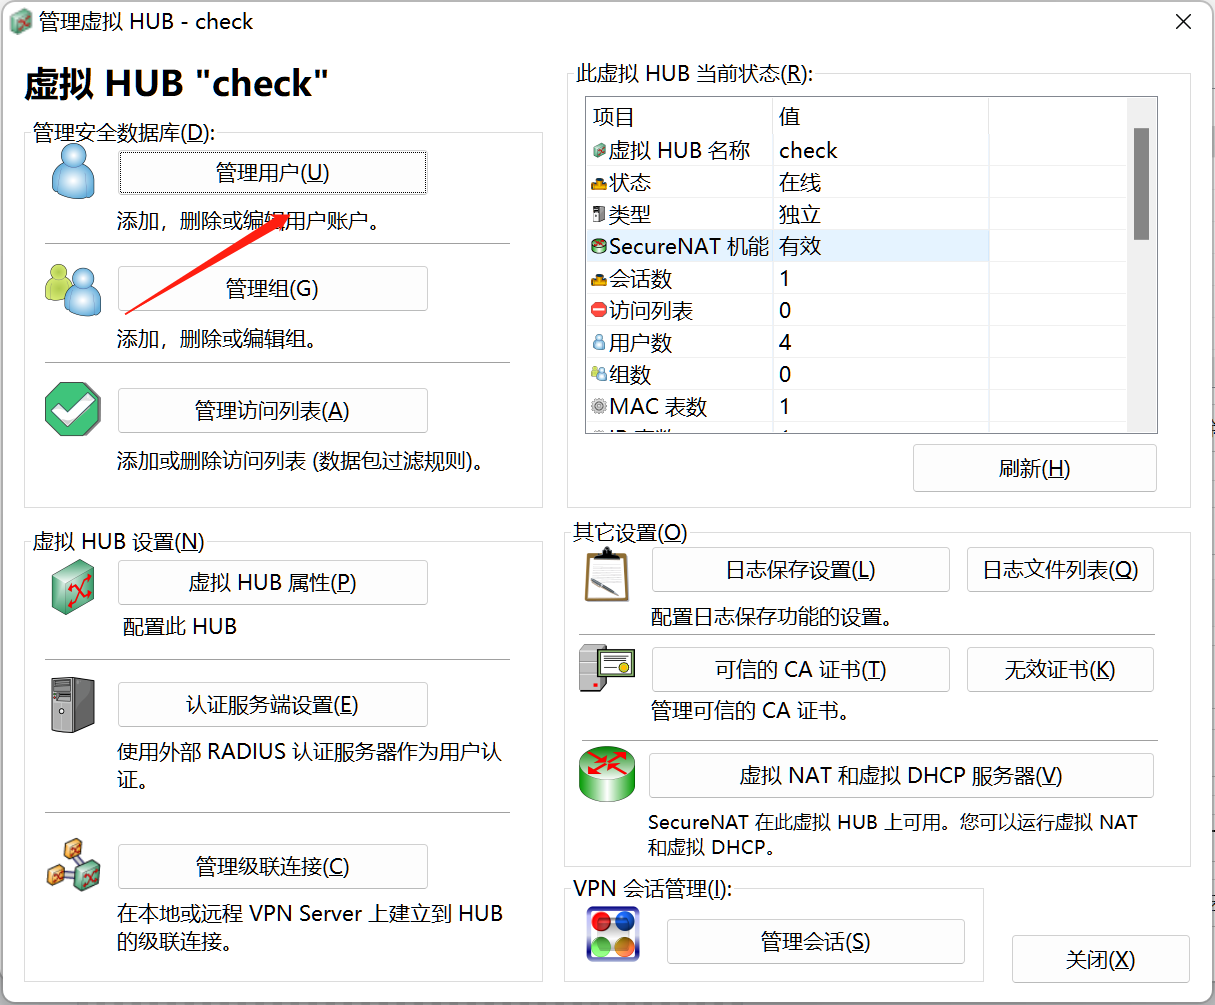 管理虚拟 HUB - check
虚拟 HUB "check"
管理安全数据库(D):
管理用户(U)
添加，删除或编辑用户账户。
管理组(G)
添加，删除或编辑组。
管理访问列表(A)
添加或删除访问列表 (数据包过滤规则)。
此虚拟 HUB 当前状态(R):
项目 值
虚拟 HUB 名称 check
状态 在线
类型 独立
SecureNAT 机能 有效
会话数 1
访问列表 0
用户数 4
组数 0
MAC 表数 1
刷新(H)
虚拟 HUB 设置(N)
虚拟 HUB 属性(P)
配置此 HUB
认证服务端设置(E)
使用外部 RADIUS 认证服务器作为用户认
证。
管理级联连接(C)
在本地或远程 VPN Server 上建立到 HUB
的级联连接。
其它设置(O)
日志保存设置(L) 日志文件列表(Q)
配置日志保存功能的设置。
可信的 CA 证书(T) 无效证书(K)
管理可信的 CA 证书。
虚拟 NAT 和虚拟 DHCP 服务器(V)
SecureNAT 在此虚拟 HUB 上可用。您可以运行虚拟 NAT
和虚拟 DHCP。
VPN 会话管理(I):
管理会话(S)
关闭(X)